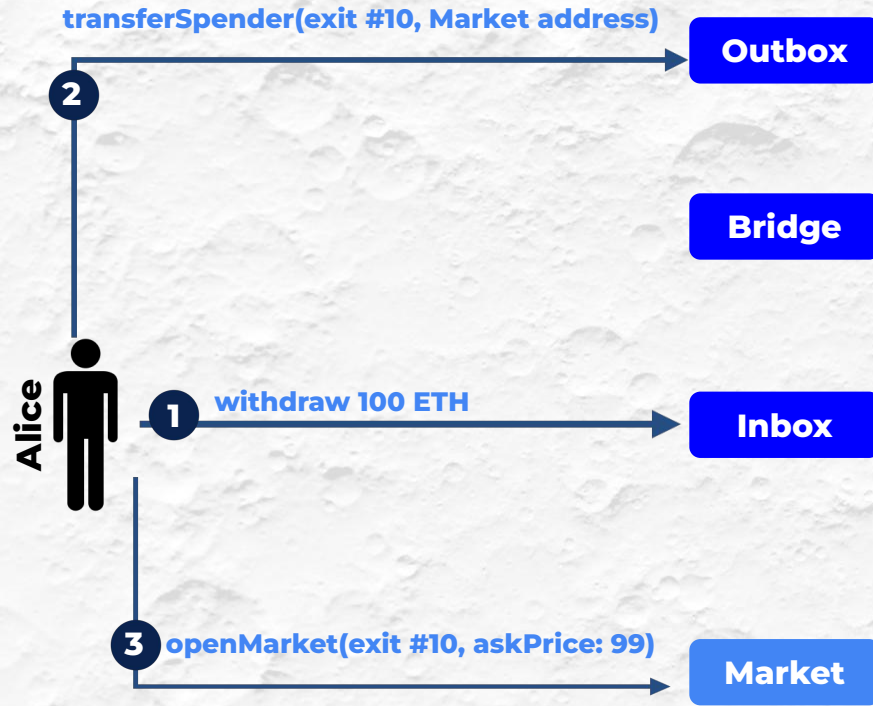 transferSpender(exit #10, Market address)
Outbox
2
Bridge
Alice
1
withdraw 100 ETH
Inbox
3
openMarket(exit #10, askPrice: 99)
Market